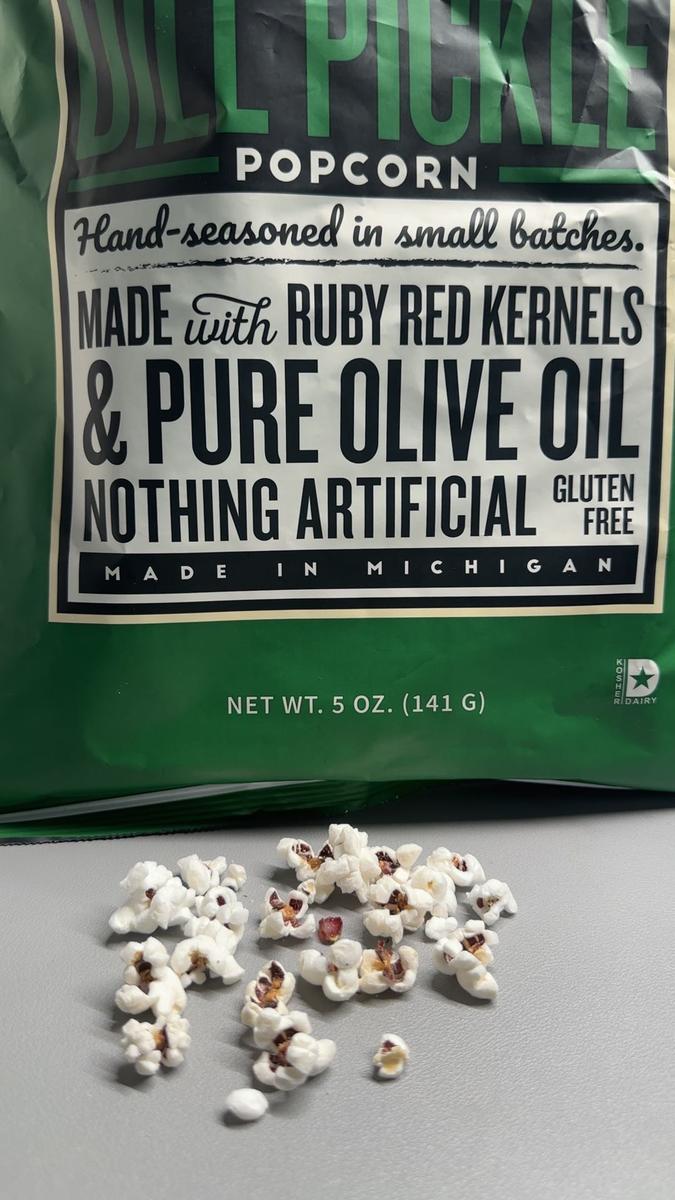 DILL PICKLE
POPCORN
Hand-seasoned in small batches.
MADE with RUBY RED KERNELS
& PURE OLIVE OIL
NOTHING ARTIFICIAL GLUTEN FREE
MADE IN MICHIGAN
KOSHER D DAIRY
NET WT. 5 OZ. (141 G)